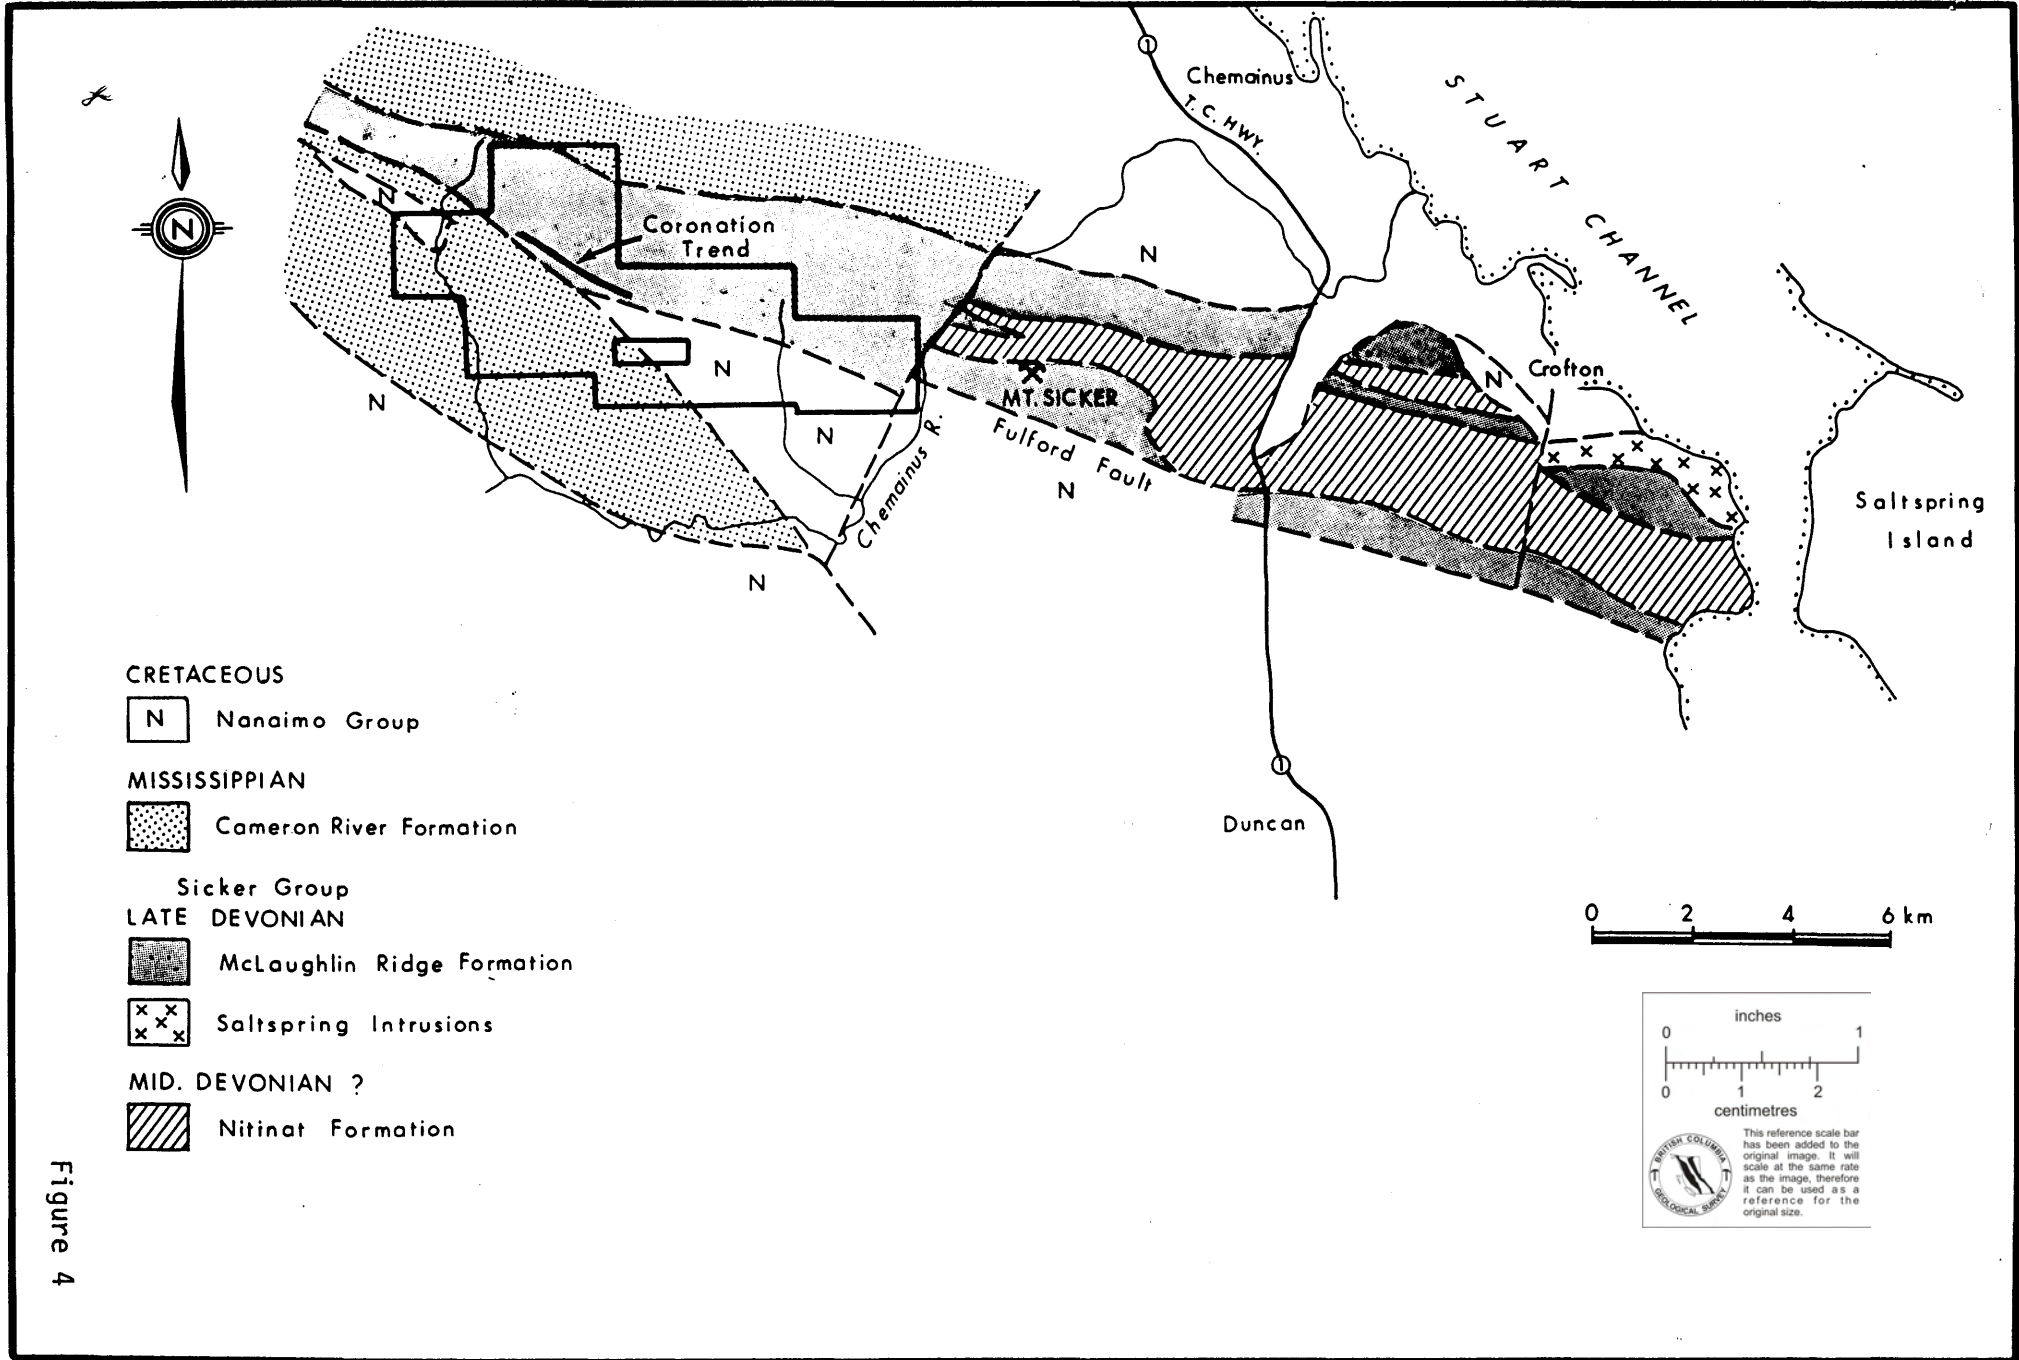 1
Chemainus
T. C. HWY.
STUART CHANNEL
N
N
Coronation
Trend
N
N
N
N
Crofton
N
MT. SICKER
Fulford Fault
Chemainus R.
N
N
N
Saltspring
Island
1
Duncan
CRETACEOUS
N Nanaimo Group
MISSISSIPPIAN
Cameron River Formation
Sicker Group
LATE DEVONIAN
McLaughlin Ridge Formation
Saltspring Intrusions
MID. DEVONIAN ?
Nitinat Formation
0 2 4 6 km
inches
0 1
0 1 2
centimetres
This reference scale bar
has been added to the
original image. It will
scale at the same rate
as the image, therefore
it can be used as a
reference for the
original size.
BRITISH COLUMBIA
GEOLOGICAL SURVEY
Figure 4